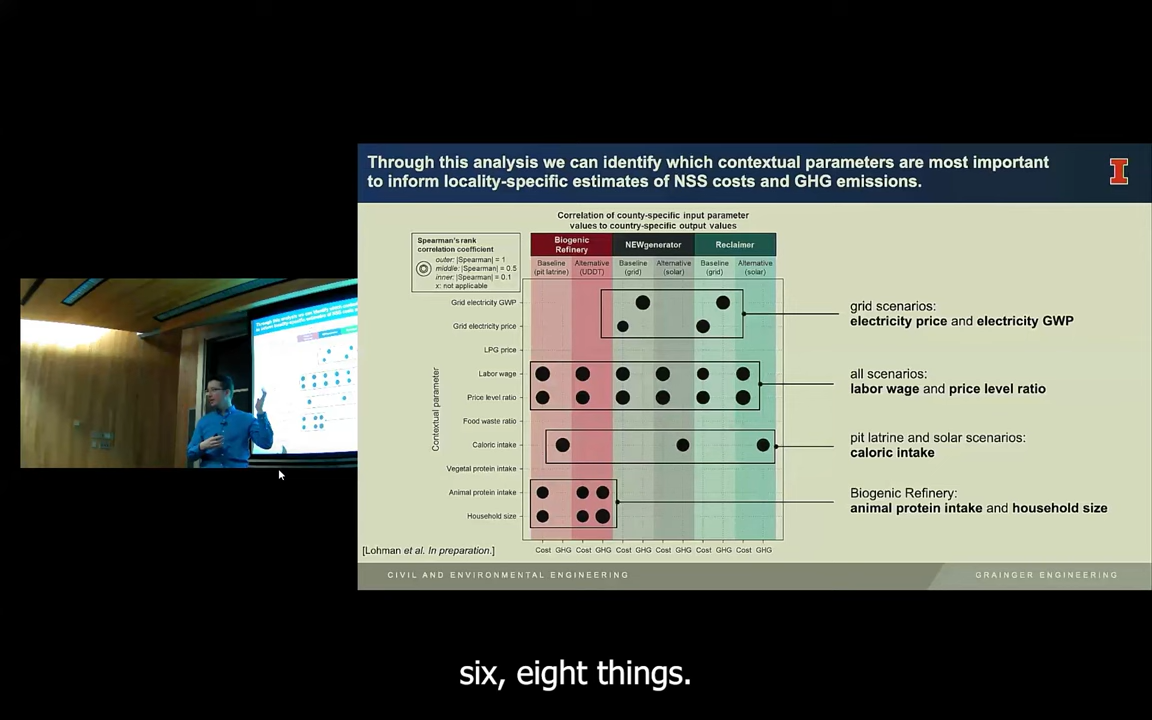 Through this analysis we can identify which contextual parameters are most important
to inform locality-specific estimates of NSS costs and GHG emissions.
I
Correlation of county-specific input parameter
values to country-specific output values
Spearman's rank
correlation coefficient
outer: |Spearman| = 1
middle: |Spearman| = 0.5
inner: |Spearman| = 0.1
x: not applicable
Biogenic
Refinery
NEWgenerator
Reclaimer
Baseline
(pit latrine)
Alternative
(UDDT)
Baseline
(grid)
Alternative
(solar)
Baseline
(grid)
Alternative
(solar)
Contextual parameter
Grid electricity GWP
Grid electricity price
LPG price
Labor wage
Price level ratio
Food waste ratio
Caloric intake
Vegetal protein intake
Animal protein intake
Household size
Cost GHG Cost GHG Cost GHG Cost GHG Cost GHG Cost GHG
grid scenarios:
electricity price and electricity GWP
all scenarios:
labor wage and price level ratio
pit latrine and solar scenarios:
caloric intake
Biogenic Refinery:
animal protein intake and household size
[Lohman et al. In preparation.]
CIVIL AND ENVIRONMENTAL ENGINEERING
GRAINGER ENGINEERING
six, eight things.